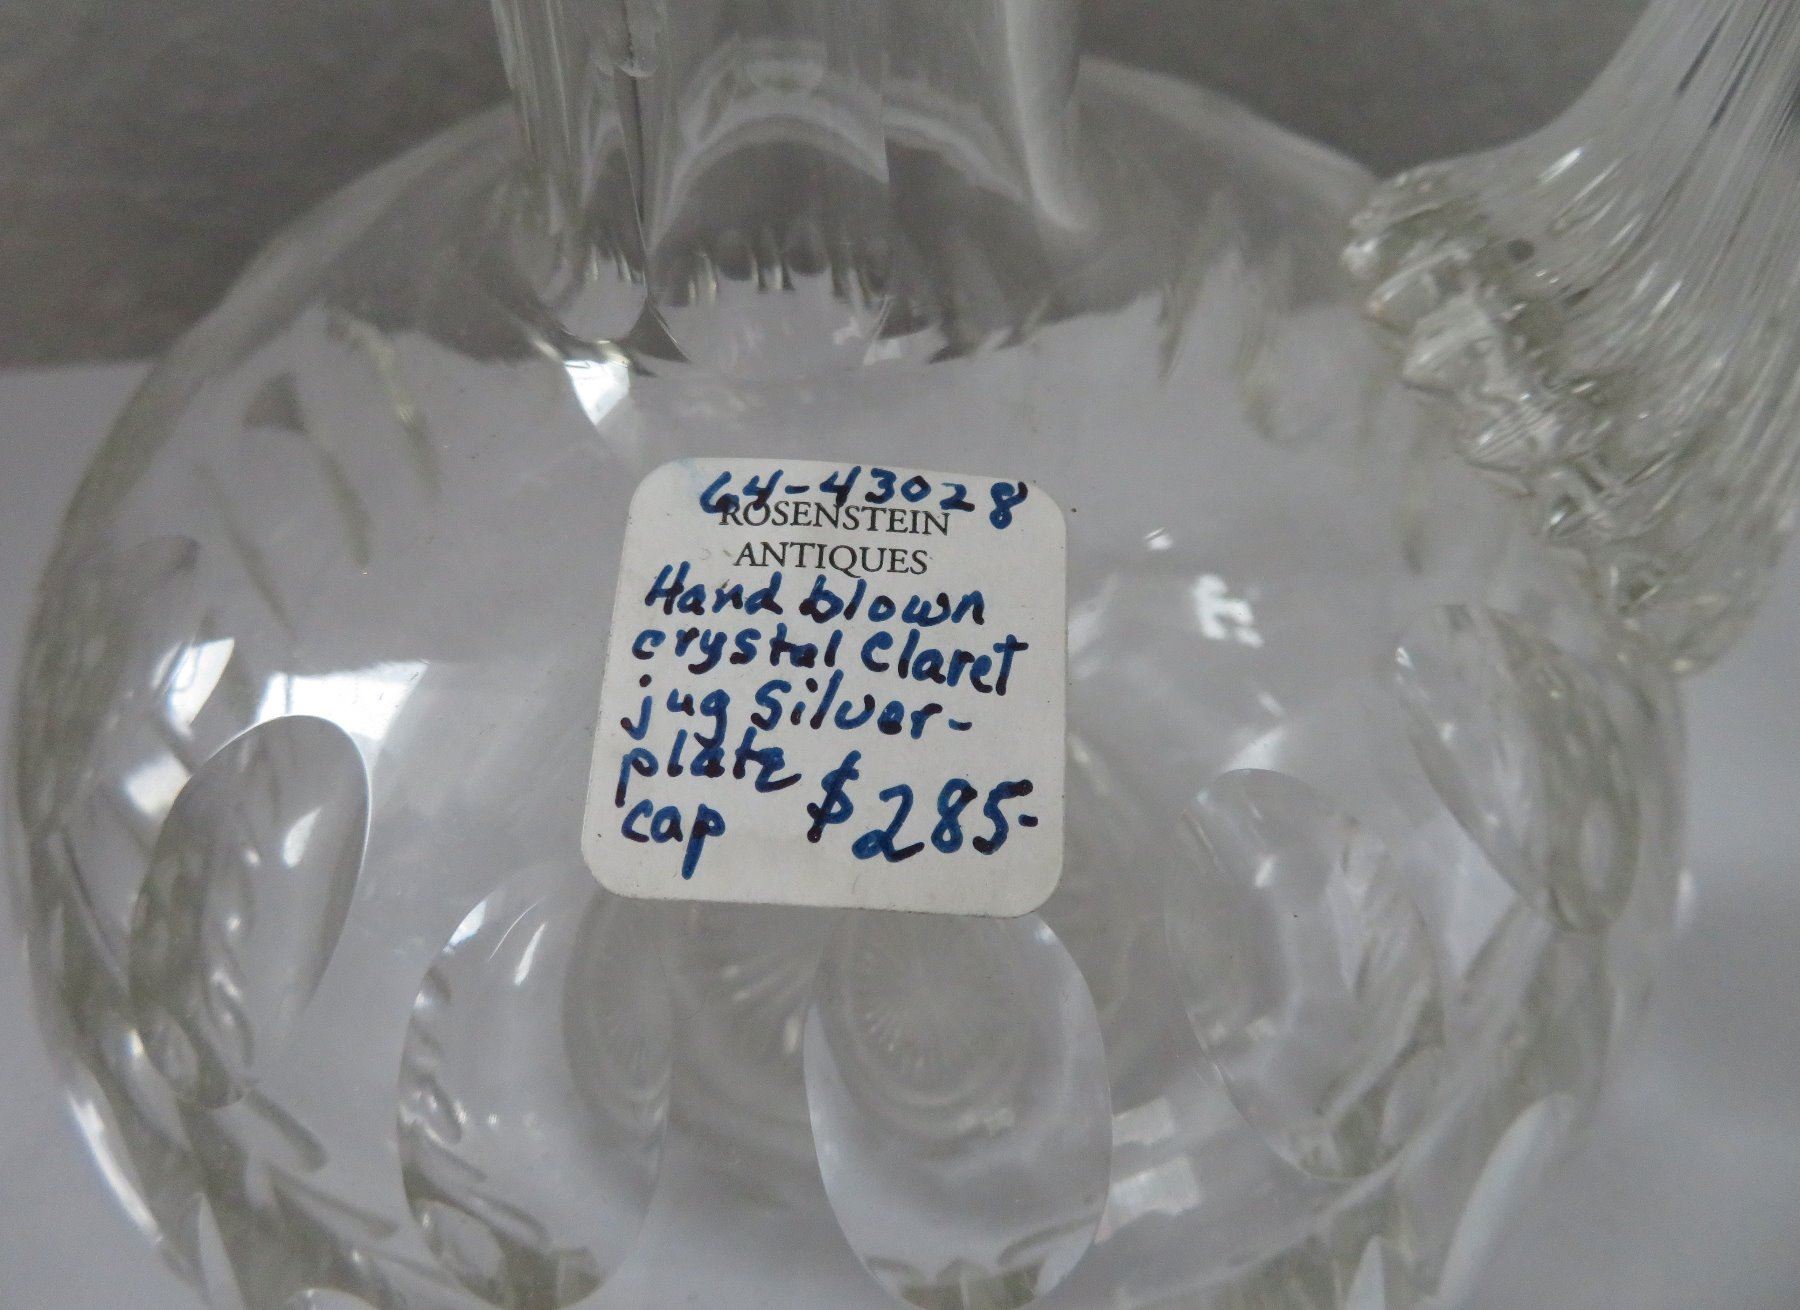 64-43028
ROSENSTEIN
ANTIQUES
Hand blown
crystal Claret
jug Silver-
plate
cap $285-